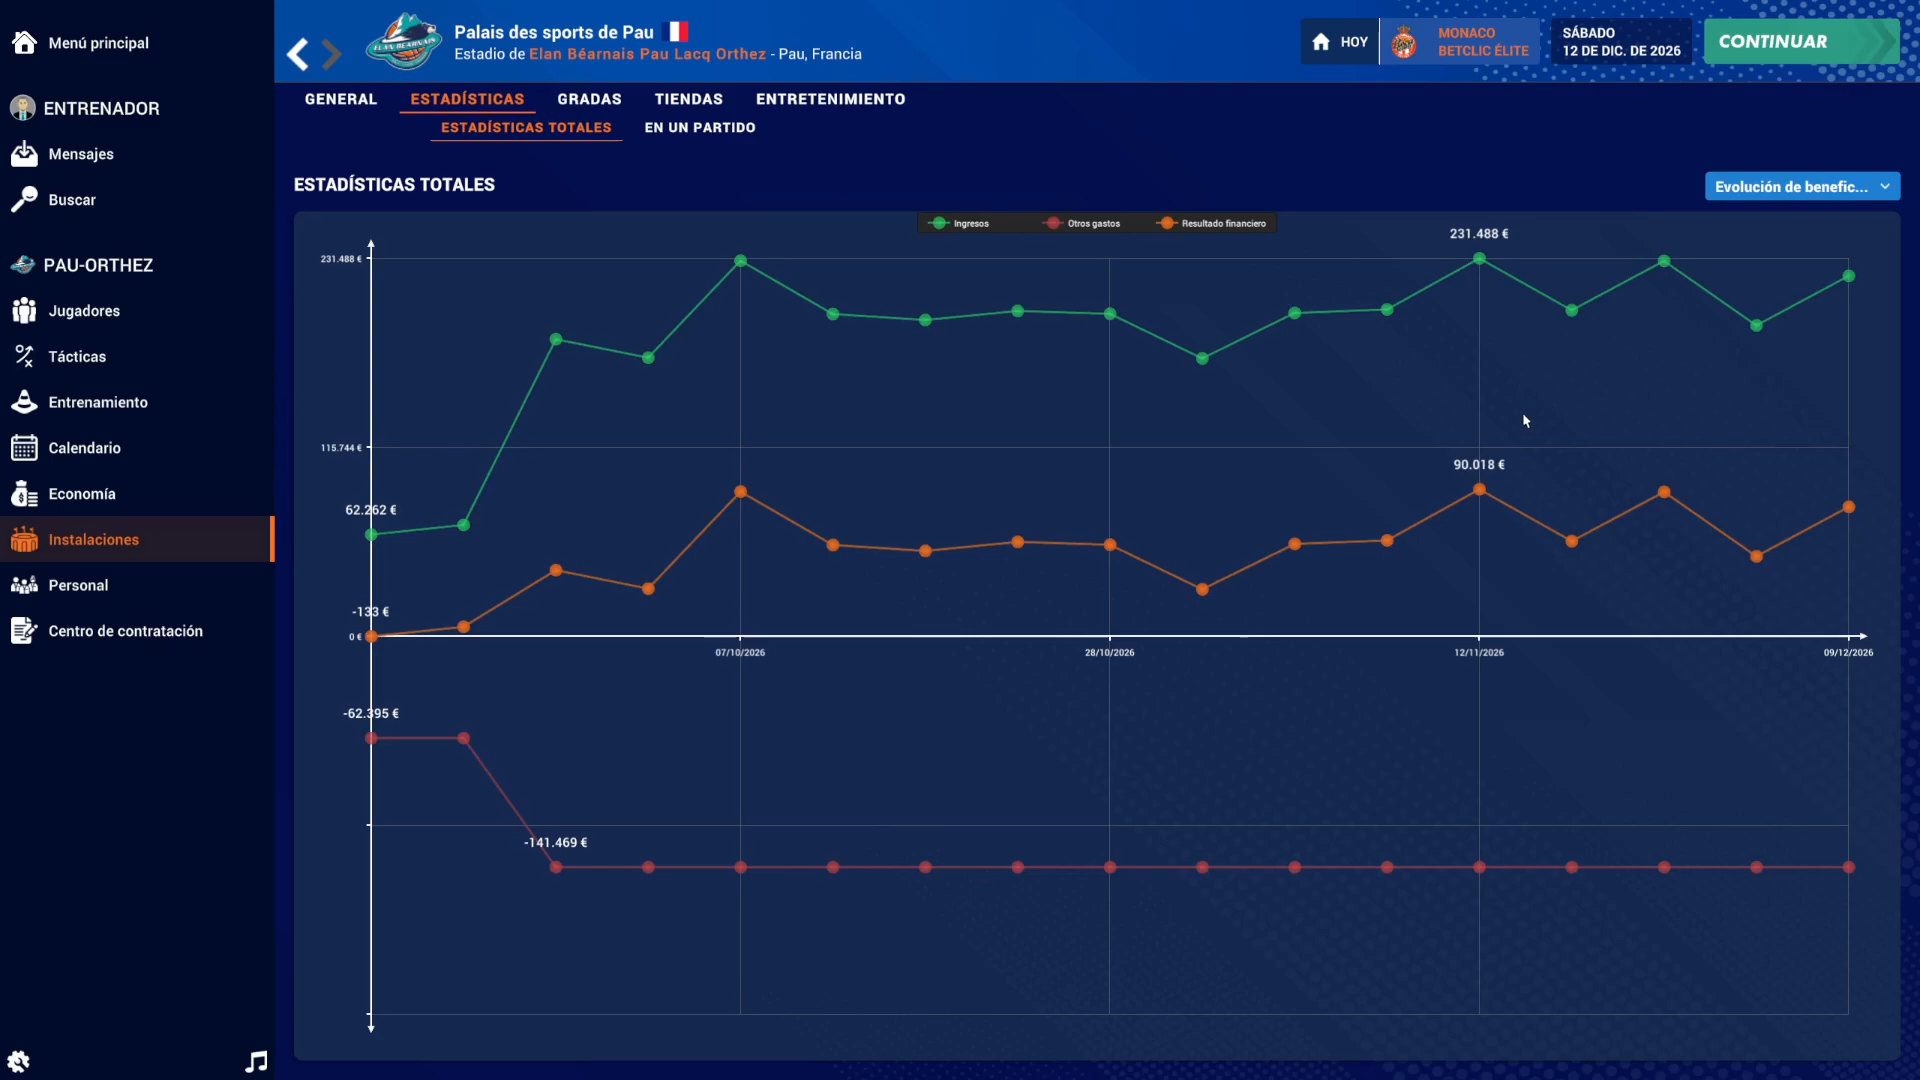 Menú principal
ENTRENADOR
Mensajes
Buscar
PAU-ORTHEZ
Jugadores
Tácticas
Entrenamiento
Calendario
Economía
Instalaciones
Personal
Centro de contratación
ELAN BÉARNAIS
Palais des sports de Pau
Estadio de Elan Béarnais Pau Lacq Orthez - Pau, Francia
HOY
MONACO
BETCLIC ÉLITE
SÁBADO
12 DE DIC. DE 2026
CONTINUAR
GENERAL ESTADÍSTICAS GRADAS TIENDAS ENTRETENIMIENTO
ESTADÍSTICAS TOTALES EN UN PARTIDO
ESTADÍSTICAS TOTALES
Evolución de benefic...
Ingresos Otros gastos Resultado financiero
231.488 €
231.488 €
115.744 €
90.018 €
62.262 €
-133 €
0 €
07/10/2026 28/10/2026 12/11/2026 09/12/2026
-62.395 €
-141.469 €